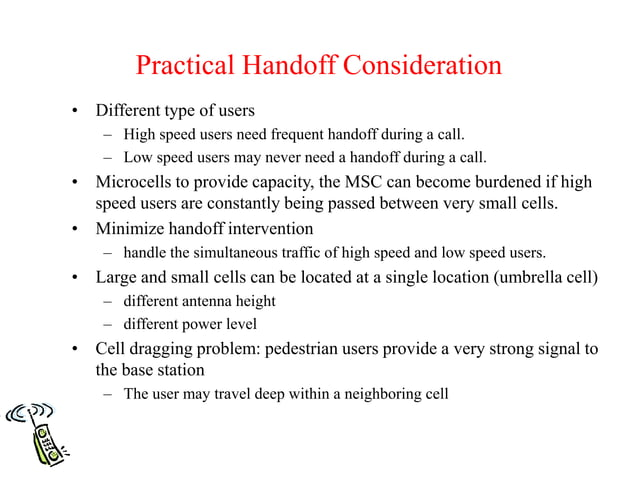 Practical Handoff Consideration
• Different type of users
– High speed users need frequent handoff during a call.
– Low speed users may never need a handoff during a call.
• Microcells to provide capacity, the MSC can become burdened if high
speed users are constantly being passed between very small cells.
• Minimize handoff intervention
– handle the simultaneous traffic of high speed and low speed users.
• Large and small cells can be located at a single location (umbrella cell)
– different antenna height
– different power level
• Cell dragging problem: pedestrian users provide a very strong signal to
the base station
– The user may travel deep within a neighboring cell